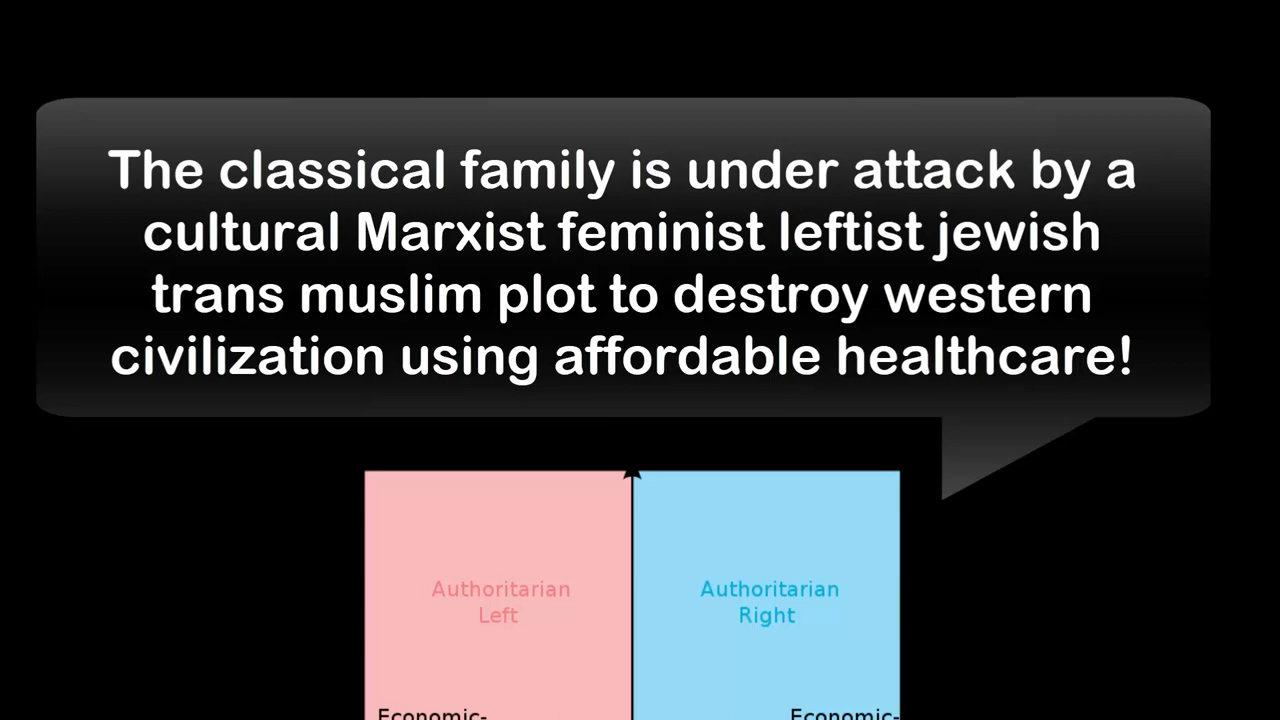 The classical family is under attack by a
cultural Marxist feminist leftist jewish
trans muslim plot to destroy western
civilization using affordable healthcare!
Authoritarian Authoritarian
Left Right
Economic- Economic-